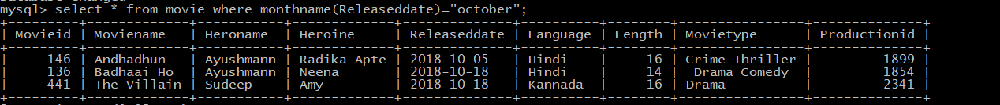 mysql> select * from movie where monthname(Releaseddate)="october";
+---------+-------------+-----------+-------------+--------------+----------+--------+---------------+--------------+
| Movieid | Moviename   | Heroname  | Heroine     | Releaseddate | Language | Length | Movietype     | Productionid |
+---------+-------------+-----------+-------------+--------------+----------+--------+---------------+--------------+
|     146 | Andhadhun   | Ayushmann | Radika Apte | 2018-10-05   | Hindi    |     16 | Crime Thriller |         1899 |
|     136 | Badhaai Ho  | Ayushmann | Neena       | 2018-10-18   | Hindi    |     14 |  Drama Comedy  |         1854 |
|     441 | The Villain | Sudeep    | Amy         | 2018-10-18   | Kannada  |     16 | Drama         |         2341 |
+---------+-------------+-----------+-------------+--------------+----------+--------+---------------+--------------+